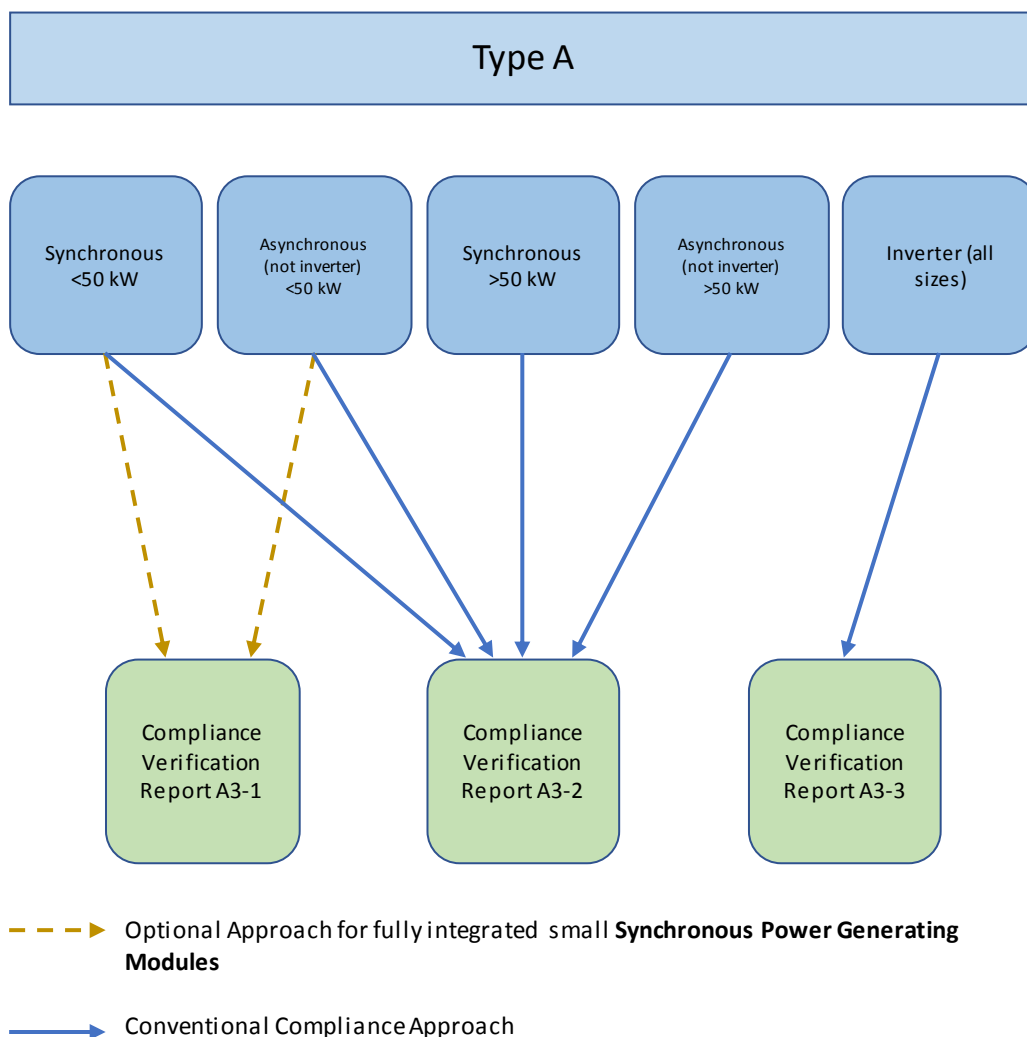 Type A
Synchronous
<50 kW
Asynchronous
(not inverter)
<50 kW
Synchronous
>50 kW
Asynchronous
(not inverter)
>50 kW
Inverter (all
sizes)
Compliance
Verification
Report A3-1
Compliance
Verification
Report A3-2
Compliance
Verification
Report A3-3
Optional Approach for fully integrated small Synchronous Power Generating
Modules
Conventional Compliance Approach